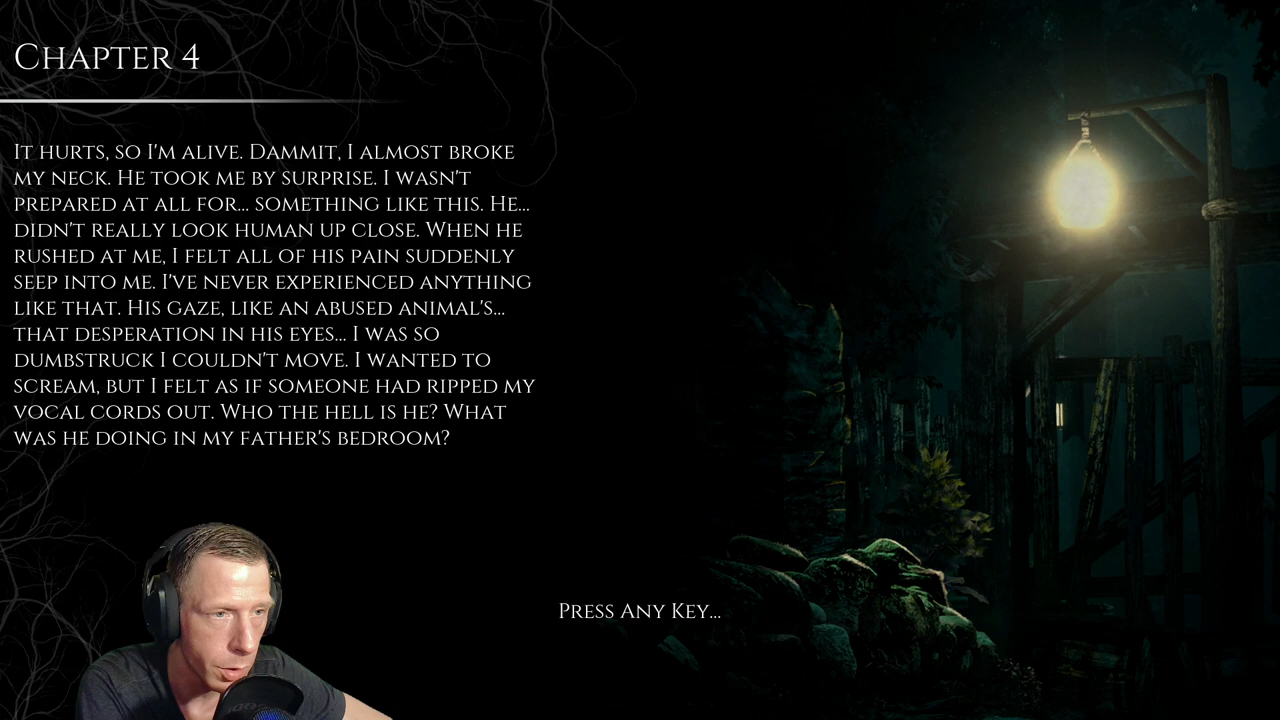 Chapter 4
It hurts, so I'm alive. Dammit, I almost broke
my neck. He took me by surprise. I wasn't
prepared at all for... something like this. He...
didn't really look human up close. When he
rushed at me, I felt all of his pain suddenly
seep into me. I've never experienced anything
like that. His gaze, like an abused animal's...
that desperation in his eyes... I was so
dumbstruck I couldn't move. I wanted to
scream, but I felt as if someone had ripped my
vocal cords out. Who the hell is he? What
was he doing in my father's bedroom?
Press Any Key...